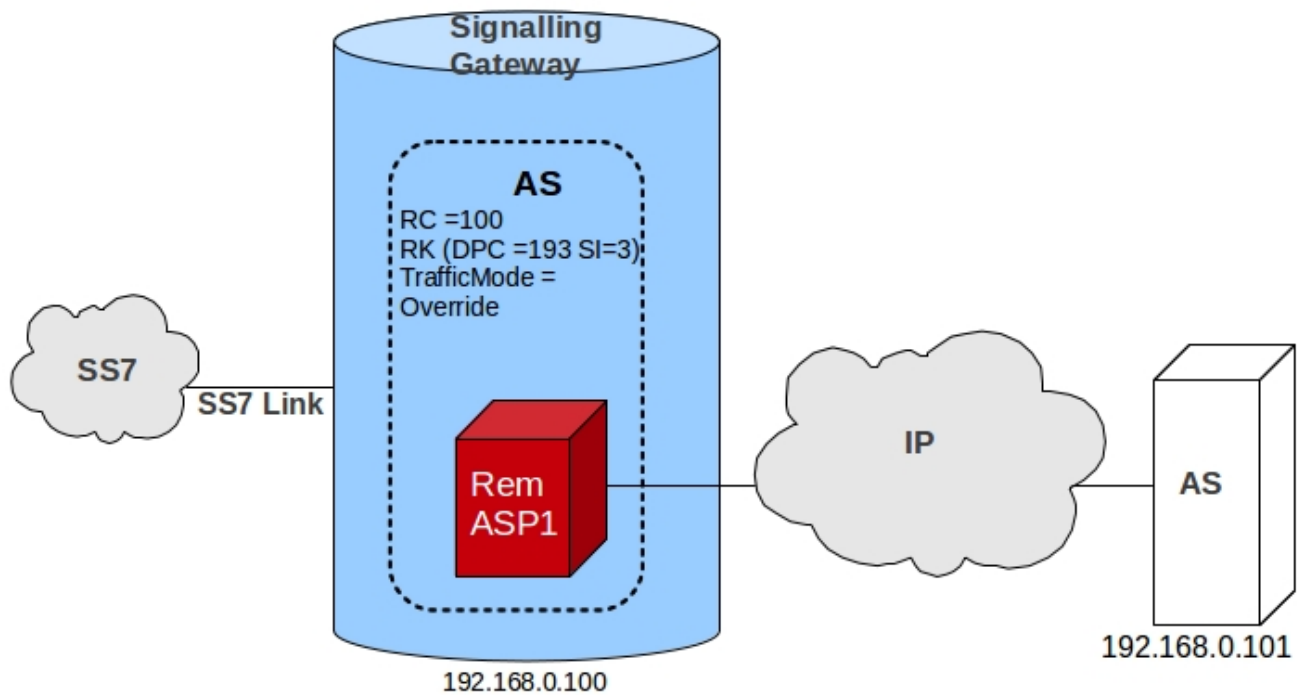 Signalling
Gateway
AS
RC =100
RK (DPC =193 SI=3)
TrafficMode =
Override
SS7
SS7 Link
Rem
ASP1
IP
AS
192.168.0.101
192.168.0.100